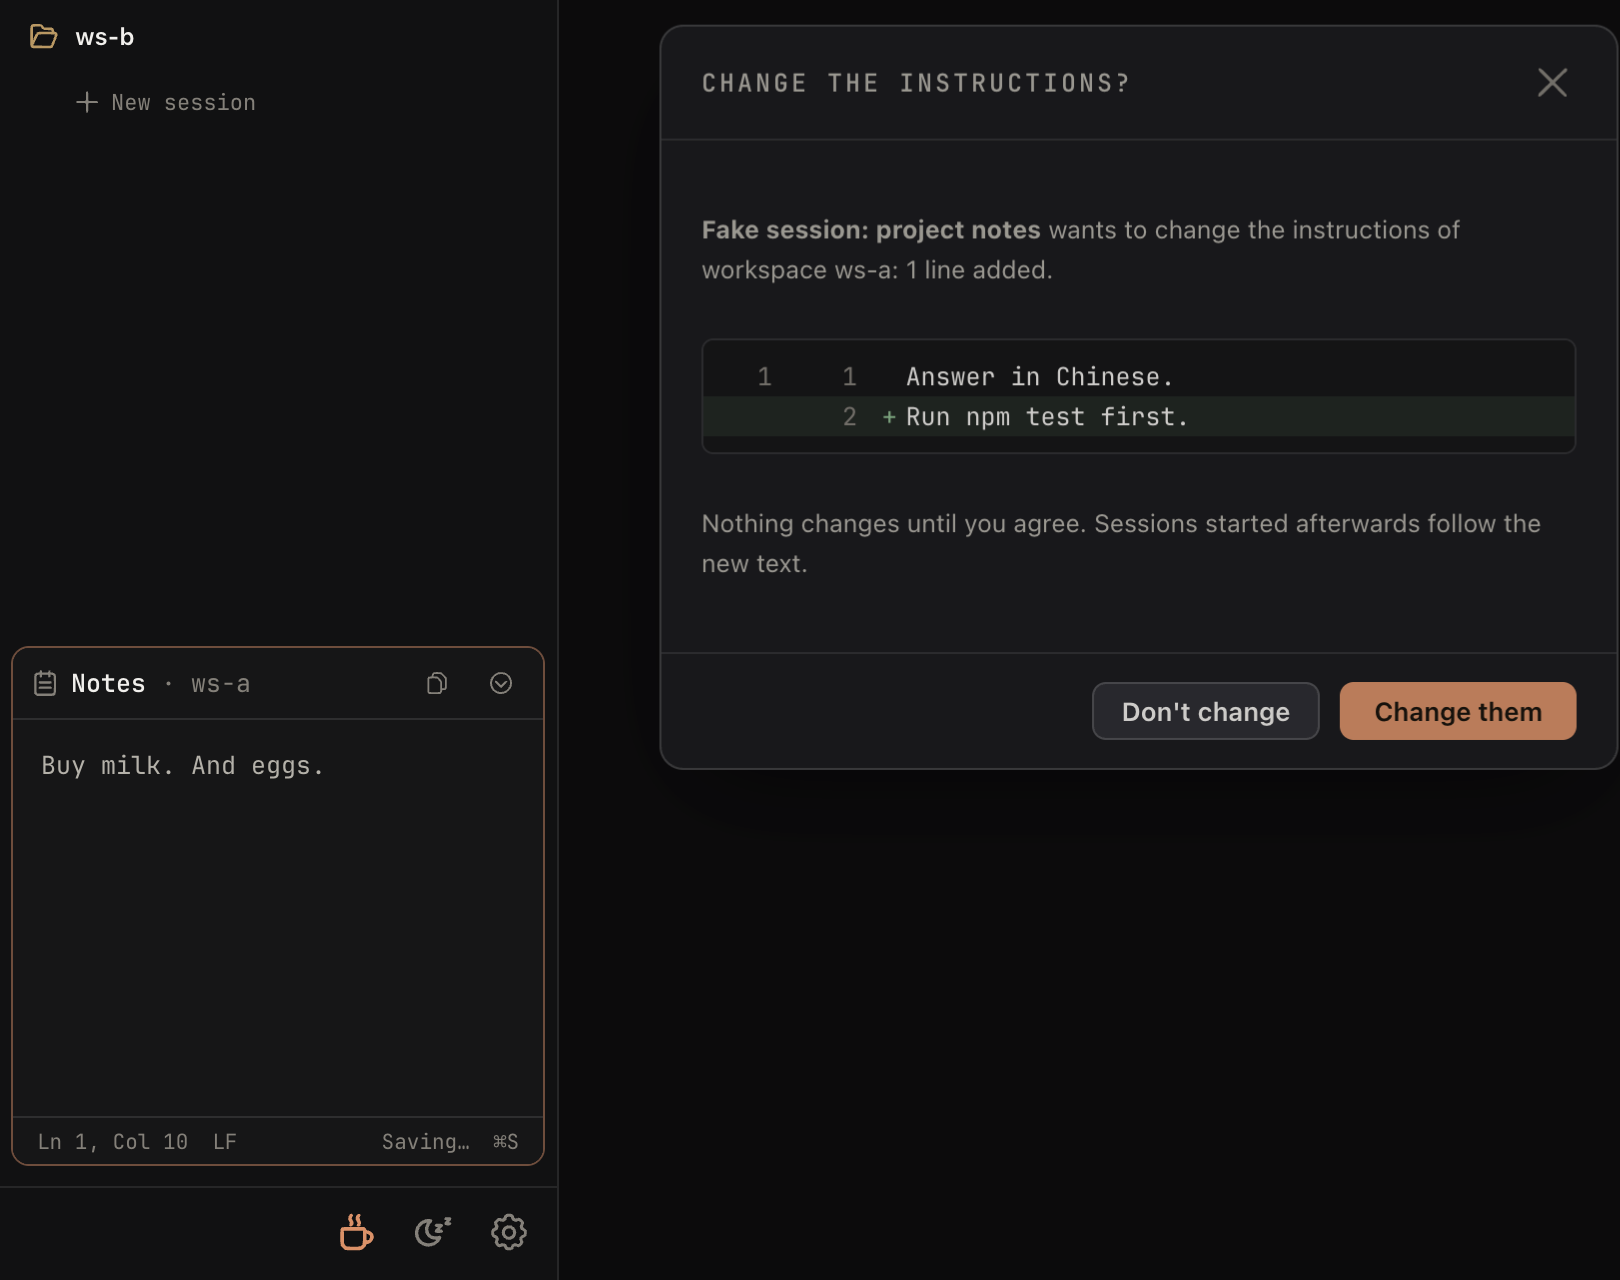 ws-b
New session
CHANGE THE INSTRUCTIONS?
Fake session: project notes wants to change the instructions of
workspace ws-a: 1 line added.
1 1 Answer in Chinese.
2 + Run npm test first.
Nothing changes until you agree. Sessions started afterwards follow the
new text.
Don't change Change them
Notes · ws-a
Buy milk. And eggs.
Ln 1, Col 10 LF Saving… ⌘S